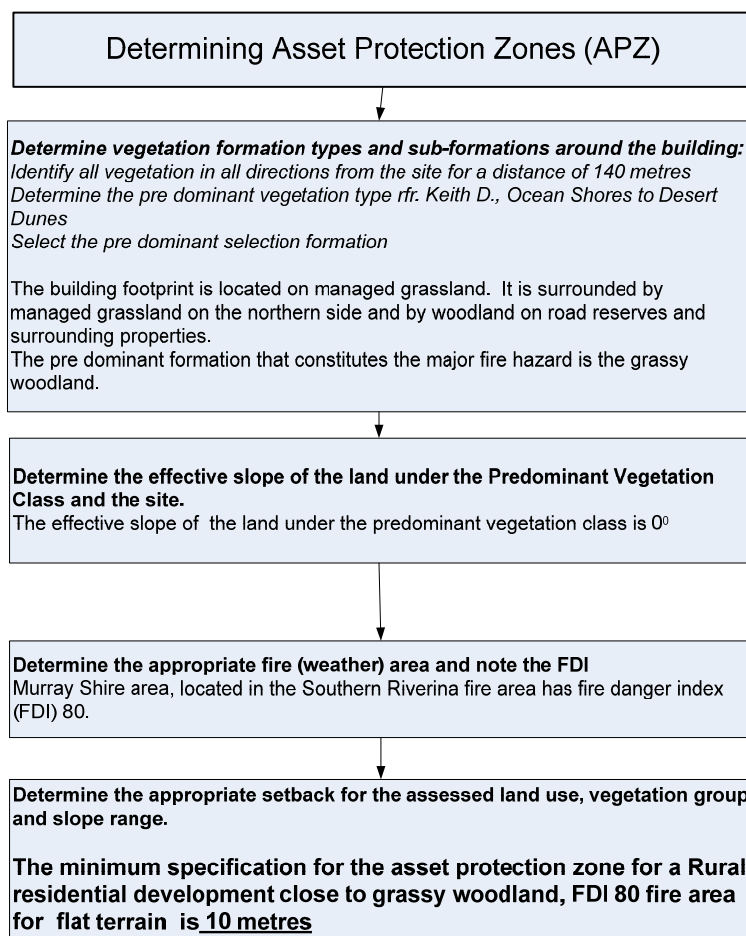 Determining Asset Protection Zones (APZ)
Determine vegetation formation types and sub-formations around the building:
Identify all vegetation in all directions from the site for a distance of 140 metres
Determine the pre dominant vegetation type rfr. Keith D., Ocean Shores to Desert
Dunes
Select the pre dominant selection formation
The building footprint is located on managed grassland. It is surrounded by
managed grassland on the northern side and by woodland on road reserves and
surrounding properties.
The pre dominant formation that constitutes the major fire hazard is the grassy
woodland.
Determine the effective slope of the land under the Predominant Vegetation
Class and the site.
The effective slope of the land under the predominant vegetation class is 0⁰
Determine the appropriate fire (weather) area and note the FDI
Murray Shire area, located in the Southern Riverina fire area has fire danger index
(FDI) 80.
Determine the appropriate setback for the assessed land use, vegetation group
and slope range.
The minimum specification for the asset protection zone for a Rural
residential development close to grassy woodland, FDI 80 fire area
for flat terrain is 10 metres